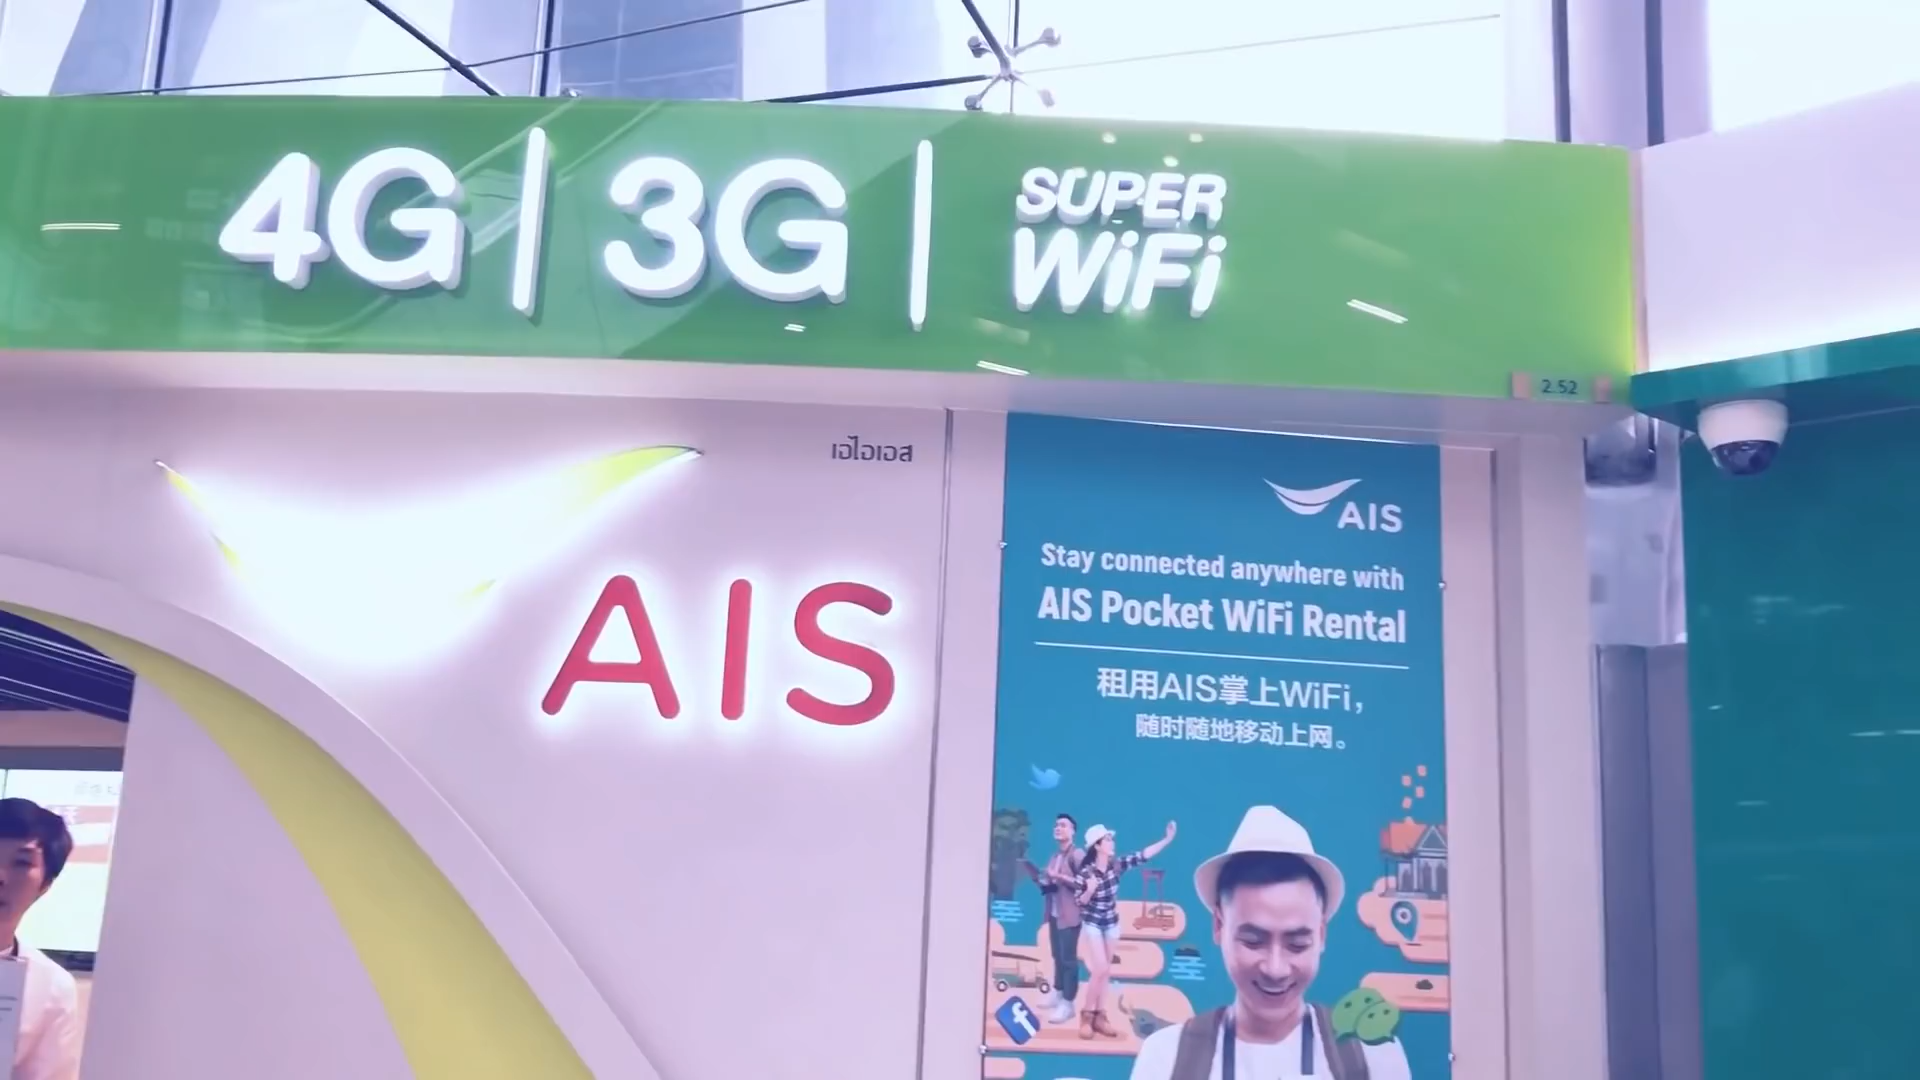 4G | 3G | SUPER
WiFi
2.52
เอไอเอส
AIS
AIS
Stay connected anywhere with
AIS Pocket WiFi Rental
租用AIS掌上WiFi，
随时随地移动上网。
f